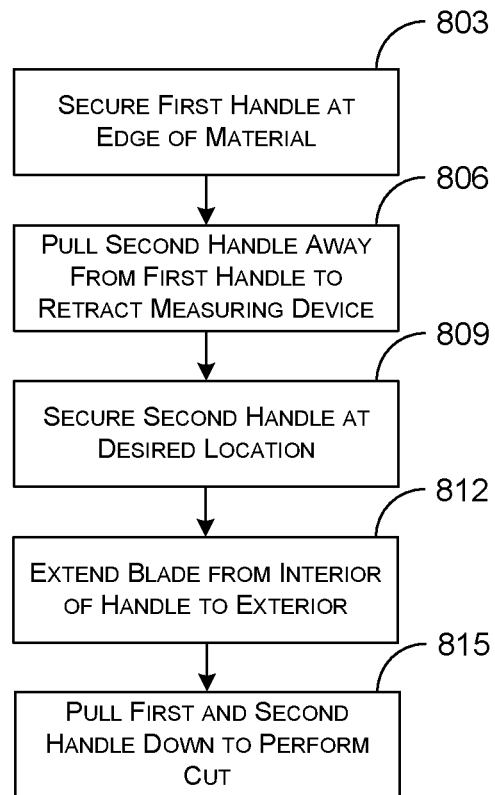 803
SECURE FIRST HANDLE AT
EDGE OF MATERIAL
806
PULL SECOND HANDLE AWAY
FROM FIRST HANDLE TO
RETRACT MEASURING DEVICE
809
SECURE SECOND HANDLE AT
DESIRED LOCATION
812
EXTEND BLADE FROM INTERIOR
OF HANDLE TO EXTERIOR
815
PULL FIRST AND SECOND
HANDLE DOWN TO PERFORM
CUT